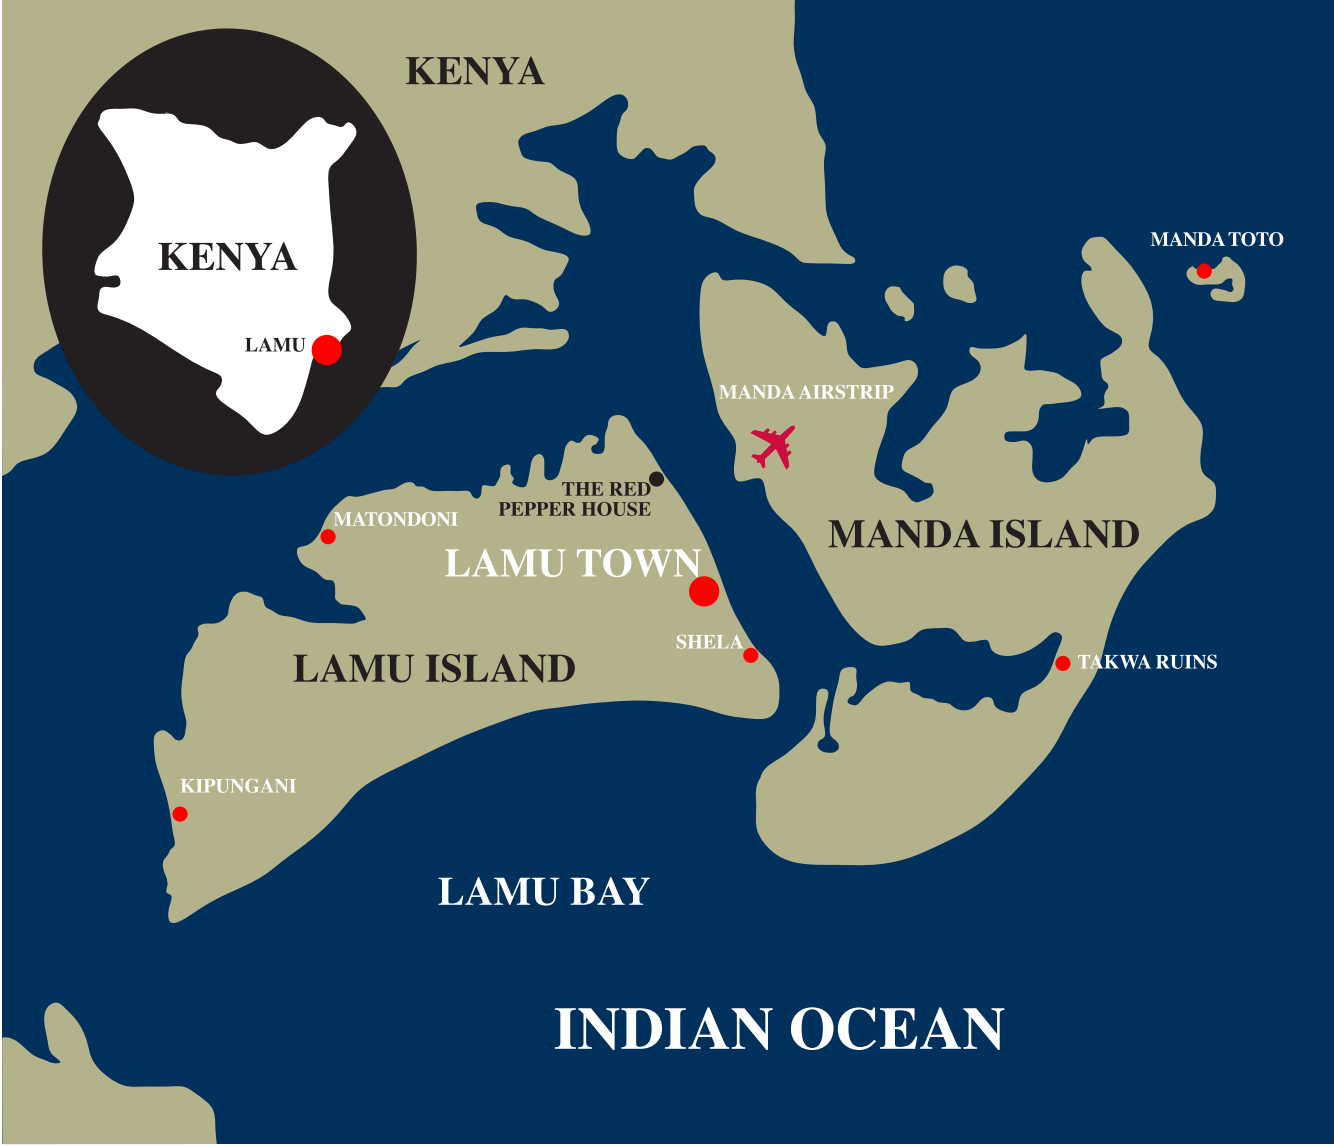 KENYA
MANDA TOTO
KENYA
LAMU
MANDA AIRSTRIP
THE RED
PEPPER HOUSE
MATONDONI
MANDA ISLAND
LAMU TOWN
SHELA
LAMU ISLAND
TAKWA RUINS
KIPUNGANI
LAMU BAY
INDIAN OCEAN